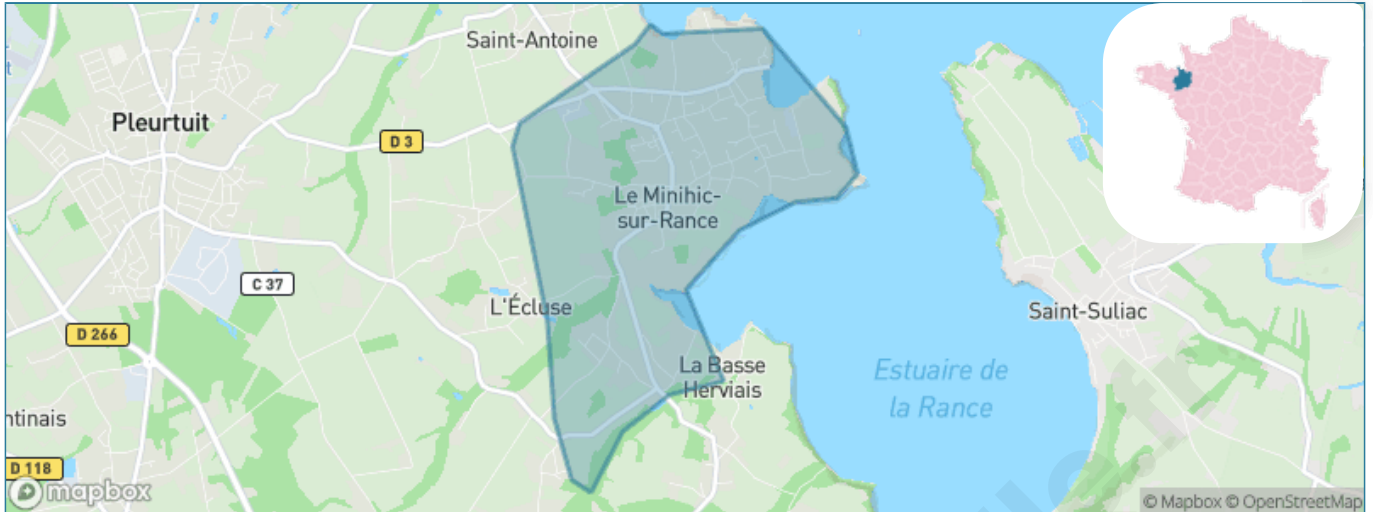 Saint-Antoine
Pleurtuit
D 3
Le Minihic-
sur-Rance
C 37
L'Écluse
Saint-Suliac
D 266
La Basse
Herviais
Estuaire de
la Rance
ntinais
D 118
mapbox
© Mapbox © OpenStreetMap